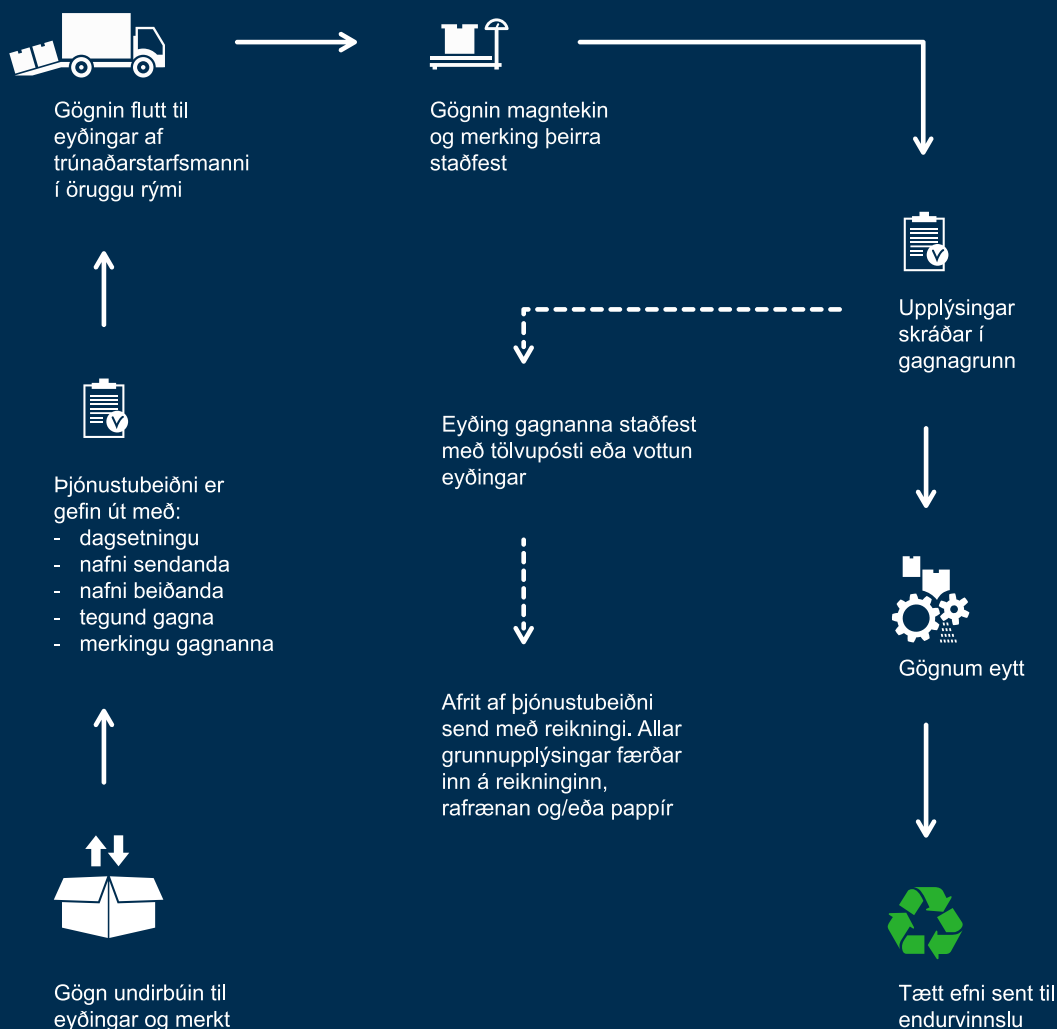 Gögnin flutt til
eyðingar af
trúnaðarstarfsmanni
í öruggu rými
Gögnin magntekin
og merking þeirra
staðfest
Upplýsingar
skráðar í
gagnagrunn
Eyðing gagnanna staðfest
með tölvupósti eða vottun
eyðingar
Þjónustubeiðni er
gefin út með:
- dagsetningu
- nafni sendanda
- nafni beiðanda
- tegund gagna
- merkingu gagnanna
Gögnum eytt
Afrit af þjónustubeiðni
send með reikningi. Allar
grunnupplýsingar færðar
inn á reikninginn,
rafrænan og/eða pappír
Gögn undirbúin til
eyðingar og merkt
Tætt efni sent til
endurvinnslu